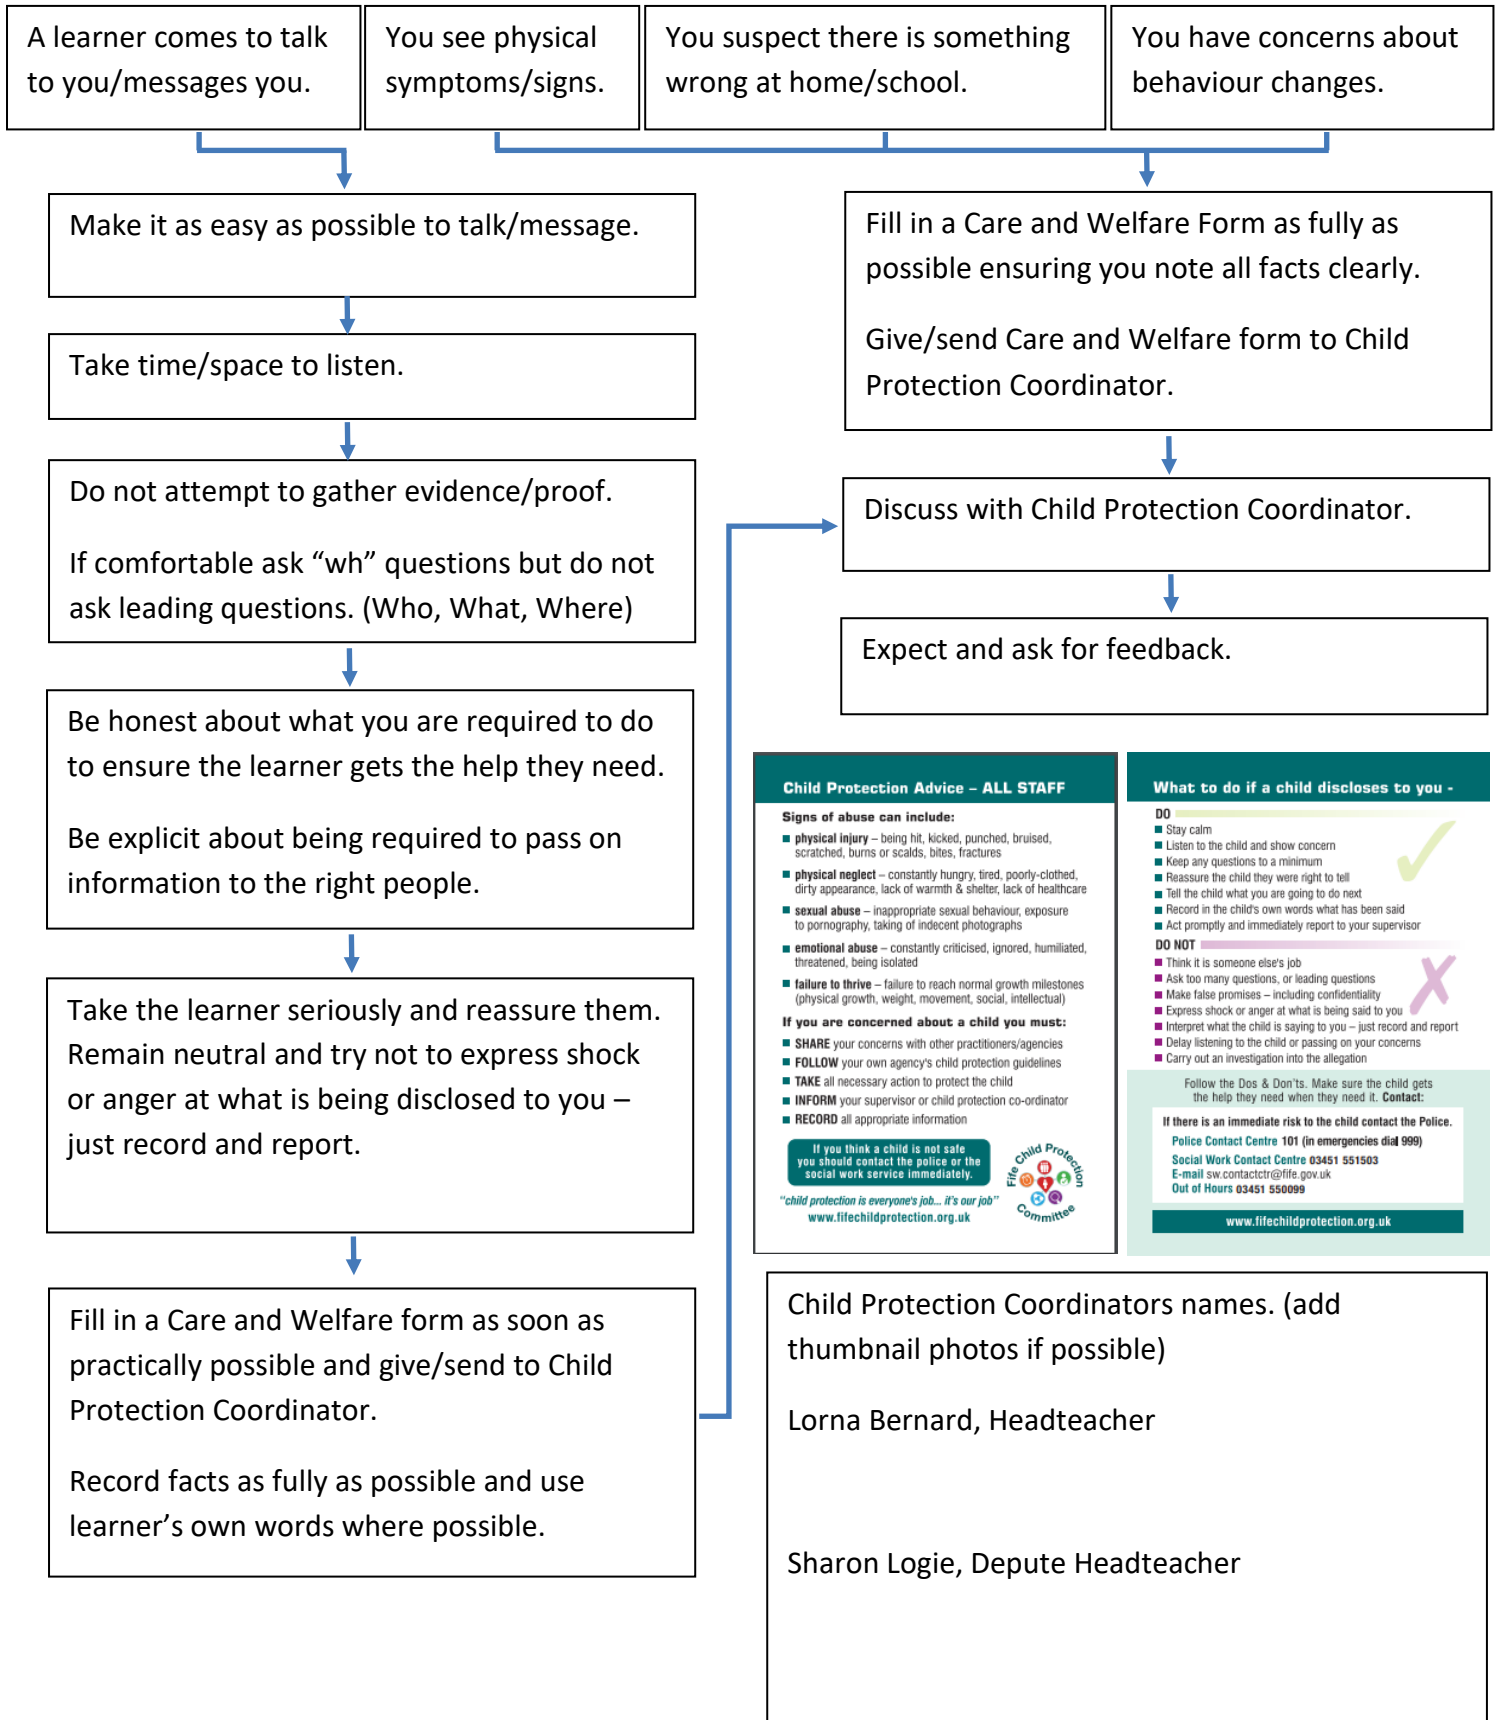 A learner comes to talk
to you/messages you.
You see physical
symptoms/signs.
You suspect there is something
wrong at home/school.
You have concerns about
behaviour changes.
Make it as easy as possible to talk/message.
Take time/space to listen.
Do not attempt to gather evidence/proof.
If comfortable ask “wh” questions but do not
ask leading questions. (Who, What, Where)
Be honest about what you are required to do
to ensure the learner gets the help they need.
Be explicit about being required to pass on
information to the right people.
Take the learner seriously and reassure them.
Remain neutral and try not to express shock
or anger at what is being disclosed to you –
just record and report.
Fill in a Care and Welfare form as soon as
practically possible and give/send to Child
Protection Coordinator.
Record facts as fully as possible and use
learner’s own words where possible.
Fill in a Care and Welfare Form as fully as
possible ensuring you note all facts clearly.
Give/send Care and Welfare form to Child
Protection Coordinator.
Discuss with Child Protection Coordinator.
Expect and ask for feedback.
Child Protection Advice – ALL STAFF
Signs of abuse can include:
physical injury – being hit, kicked, punched, bruised,
scratched, burns or scalds, bites, fractures
physical neglect – constantly hungry, tired, poorly-clothed,
dirty appearance, lack of warmth & shelter, lack of healthcare
sexual abuse – inappropriate sexual behaviour, exposure
to pornography, taking of indecent photographs
emotional abuse – constantly criticised, ignored, humiliated,
threatened, being isolated
failure to thrive – failure to reach normal growth milestones
(physical growth, weight, movement, social, intellectual)
If you are concerned about a child you must:
SHARE your concerns with other practitioners/agencies
FOLLOW your own agency's child protection guidelines
TAKE all necessary action to protect the child
INFORM your supervisor or child protection co-ordinator
RECORD all appropriate information
If you think a child is not safe
you should contact the police or the
social work service immediately.
"child protection is everyone's job... it's our job"
www.fifechildprotection.org.uk
Fife Child Protection
Committee
What to do if a child discloses to you -
DO
Stay calm
Listen to the child and show concern
Keep any questions to a minimum
Reassure the child they were right to tell
Tell the child what you are going to do next
Record in the child's own words what has been said
Act promptly and immediately report to your supervisor
DO NOT
Think it is someone else's job
Ask too many questions, or leading questions
Make false promises – including confidentiality
Express shock or anger at what is being said to you
Interpret what the child is saying to you – just record and report
Delay listening to the child or passing on your concerns
Carry out an investigation into the allegation
Follow the Dos & Don'ts. Make sure the child gets
the help they need when they need it. Contact:
If there is an immediate risk to the child contact the Police.
Police Contact Centre 101 (in emergencies dial 999)
Social Work Contact Centre 03451 551503
E-mail sw.contactctr@fife.gov.uk
Out of Hours 03451 550099
www.fifechildprotection.org.uk
Child Protection Coordinators names. (add
thumbnail photos if possible)
Lorna Bernard, Headteacher
Sharon Logie, Depute Headteacher